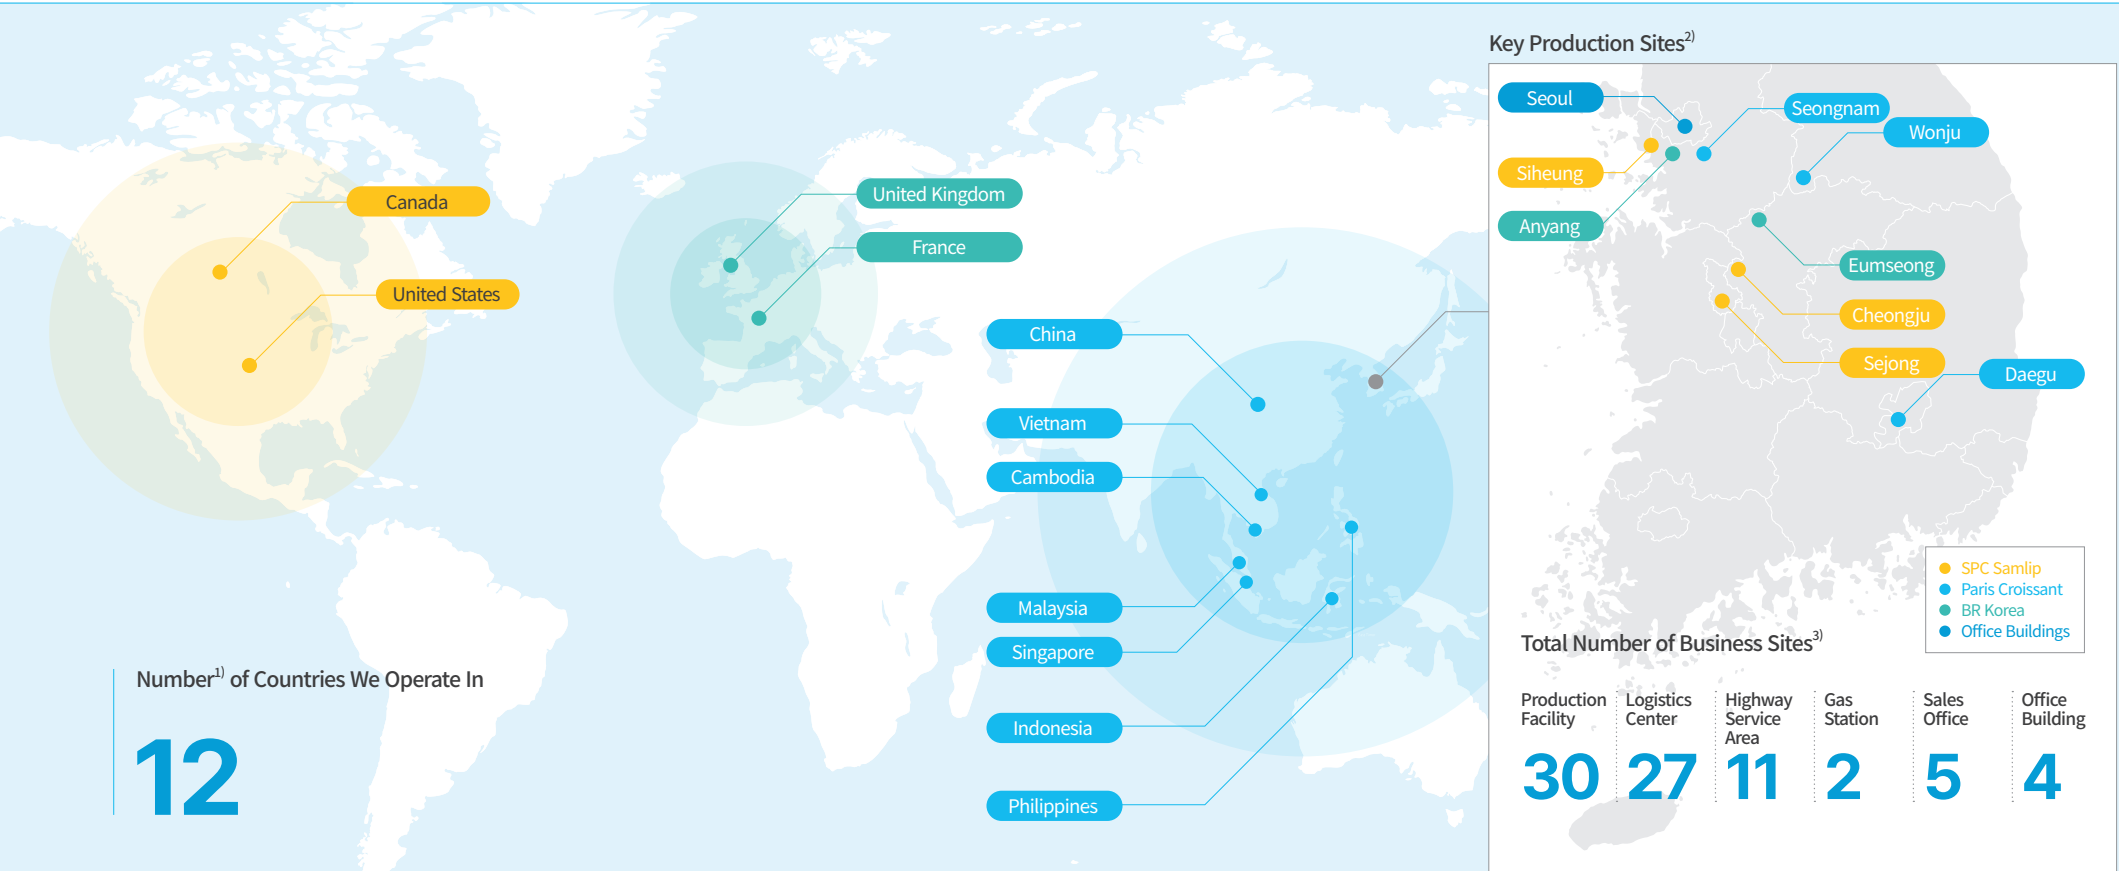 Key Production Sites2)
Seoul
Seongnam
Wonju
Siheung
Anyang
Eumseong
Cheongju
Sejong
Daegu
Canada
United States
United Kingdom
France
China
Vietnam
Cambodia
Malaysia
Singapore
Indonesia
Philippines
SPC Samlip
Paris Croissant
BR Korea
Office Buildings
Number1) of Countries We Operate In
12
Total Number of Business Sites3)
Production
Facility
30
Logistics
Center
27
Highway
Service
Area
11
Gas
Station
2
Sales
Office
5
Office
Building
4